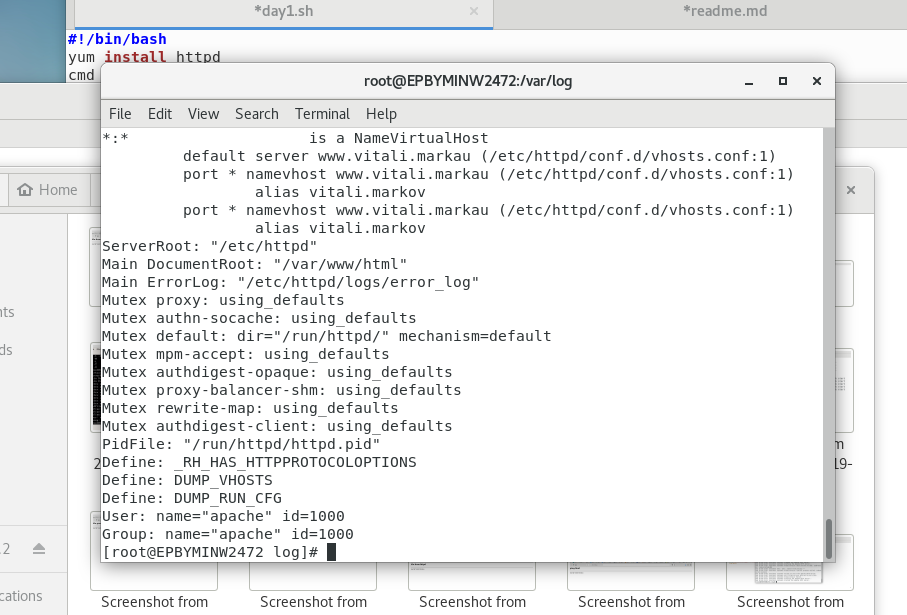 *day1.sh
*readme.md
#!/bin/bash
yum install httpd
cmd
root@EPBYMINW2472:/var/log
File Edit View Search Terminal Help
*:*                       is a NameVirtualHost
         default server www.vitali.markau (/etc/httpd/conf.d/vhosts.conf:1)
         port * namevhost www.vitali.markau (/etc/httpd/conf.d/vhosts.conf:1)
                 alias vitali.markov
         port * namevhost www.vitali.markau (/etc/httpd/conf.d/vhosts.conf:1)
                 alias vitali.markov
ServerRoot: "/etc/httpd"
Main DocumentRoot: "/var/www/html"
Main ErrorLog: "/etc/httpd/logs/error_log"
Mutex proxy: using_defaults
Mutex authn-socache: using_defaults
Mutex default: dir="/run/httpd/" mechanism=default
Mutex mpm-accept: using_defaults
Mutex authdigest-opaque: using_defaults
Mutex proxy-balancer-shm: using_defaults
Mutex rewrite-map: using_defaults
Mutex authdigest-client: using_defaults
PidFile: "/run/httpd/httpd.pid"
Define: _RH_HAS_HTTPPROTOCOLOPTIONS
Define: DUMP_VHOSTS
Define: DUMP_RUN_CFG
User: name="apache" id=1000
Group: name="apache" id=1000
[root@EPBYMINW2472 log]#
Home
nts
ds
2
m
19-
.2
cations
Screenshot from
Screenshot from
Screenshot from
Screenshot from
Screenshot from